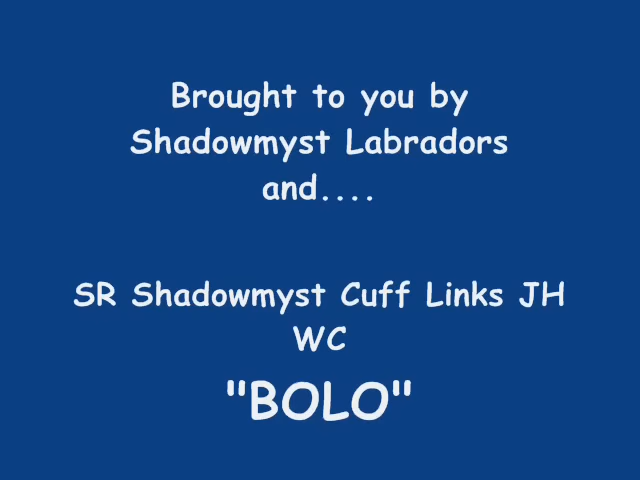 Brought to you by
Shadowmyst Labradors
and....
SR Shadowmyst Cuff Links JH
WC
"BOLO"